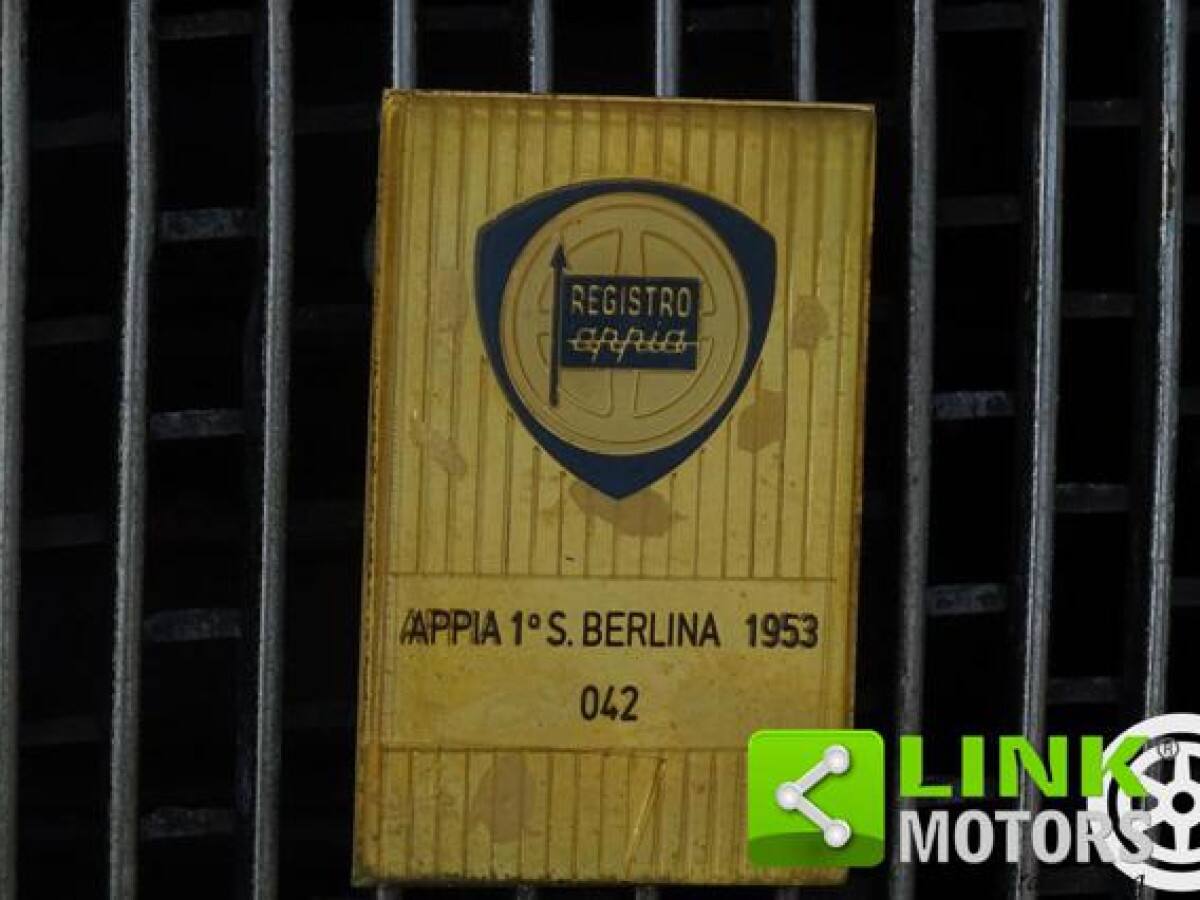 REGISTRO
appia
APPIA 1° S. BERLINA 1953
042
LINK
MOTORS
®